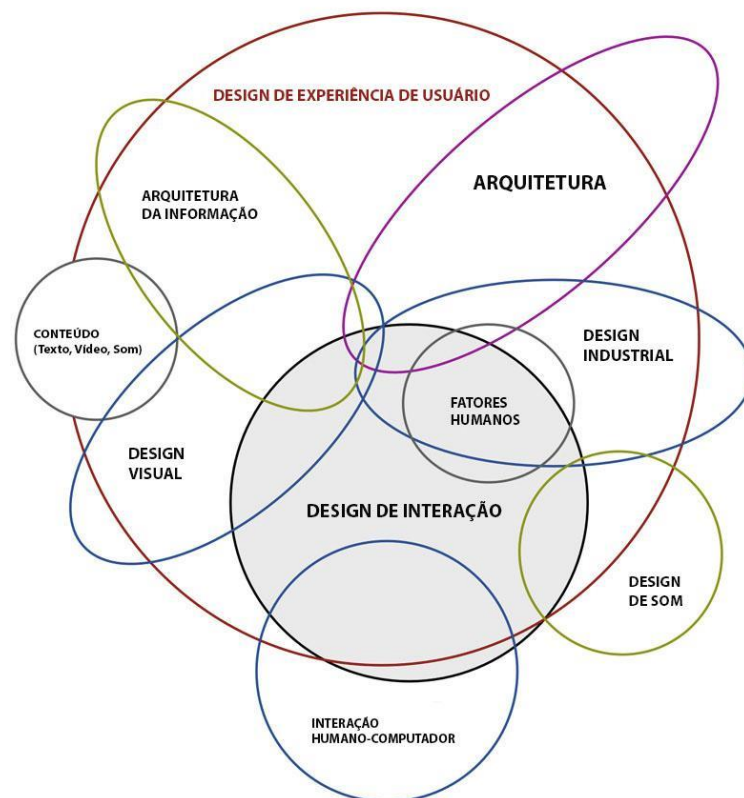 DESIGN DE EXPERIÊNCIA DE USUÁRIO
ARQUITETURA
ARQUITETURA
DA INFORMAÇÃO
CONTEÚDO
(Texto, Vídeo, Som)
DESIGN
INDUSTRIAL
FATORES
HUMANOS
DESIGN
VISUAL
DESIGN DE INTERAÇÃO
DESIGN
DE SOM
INTERAÇÃO
HUMANO-COMPUTADOR